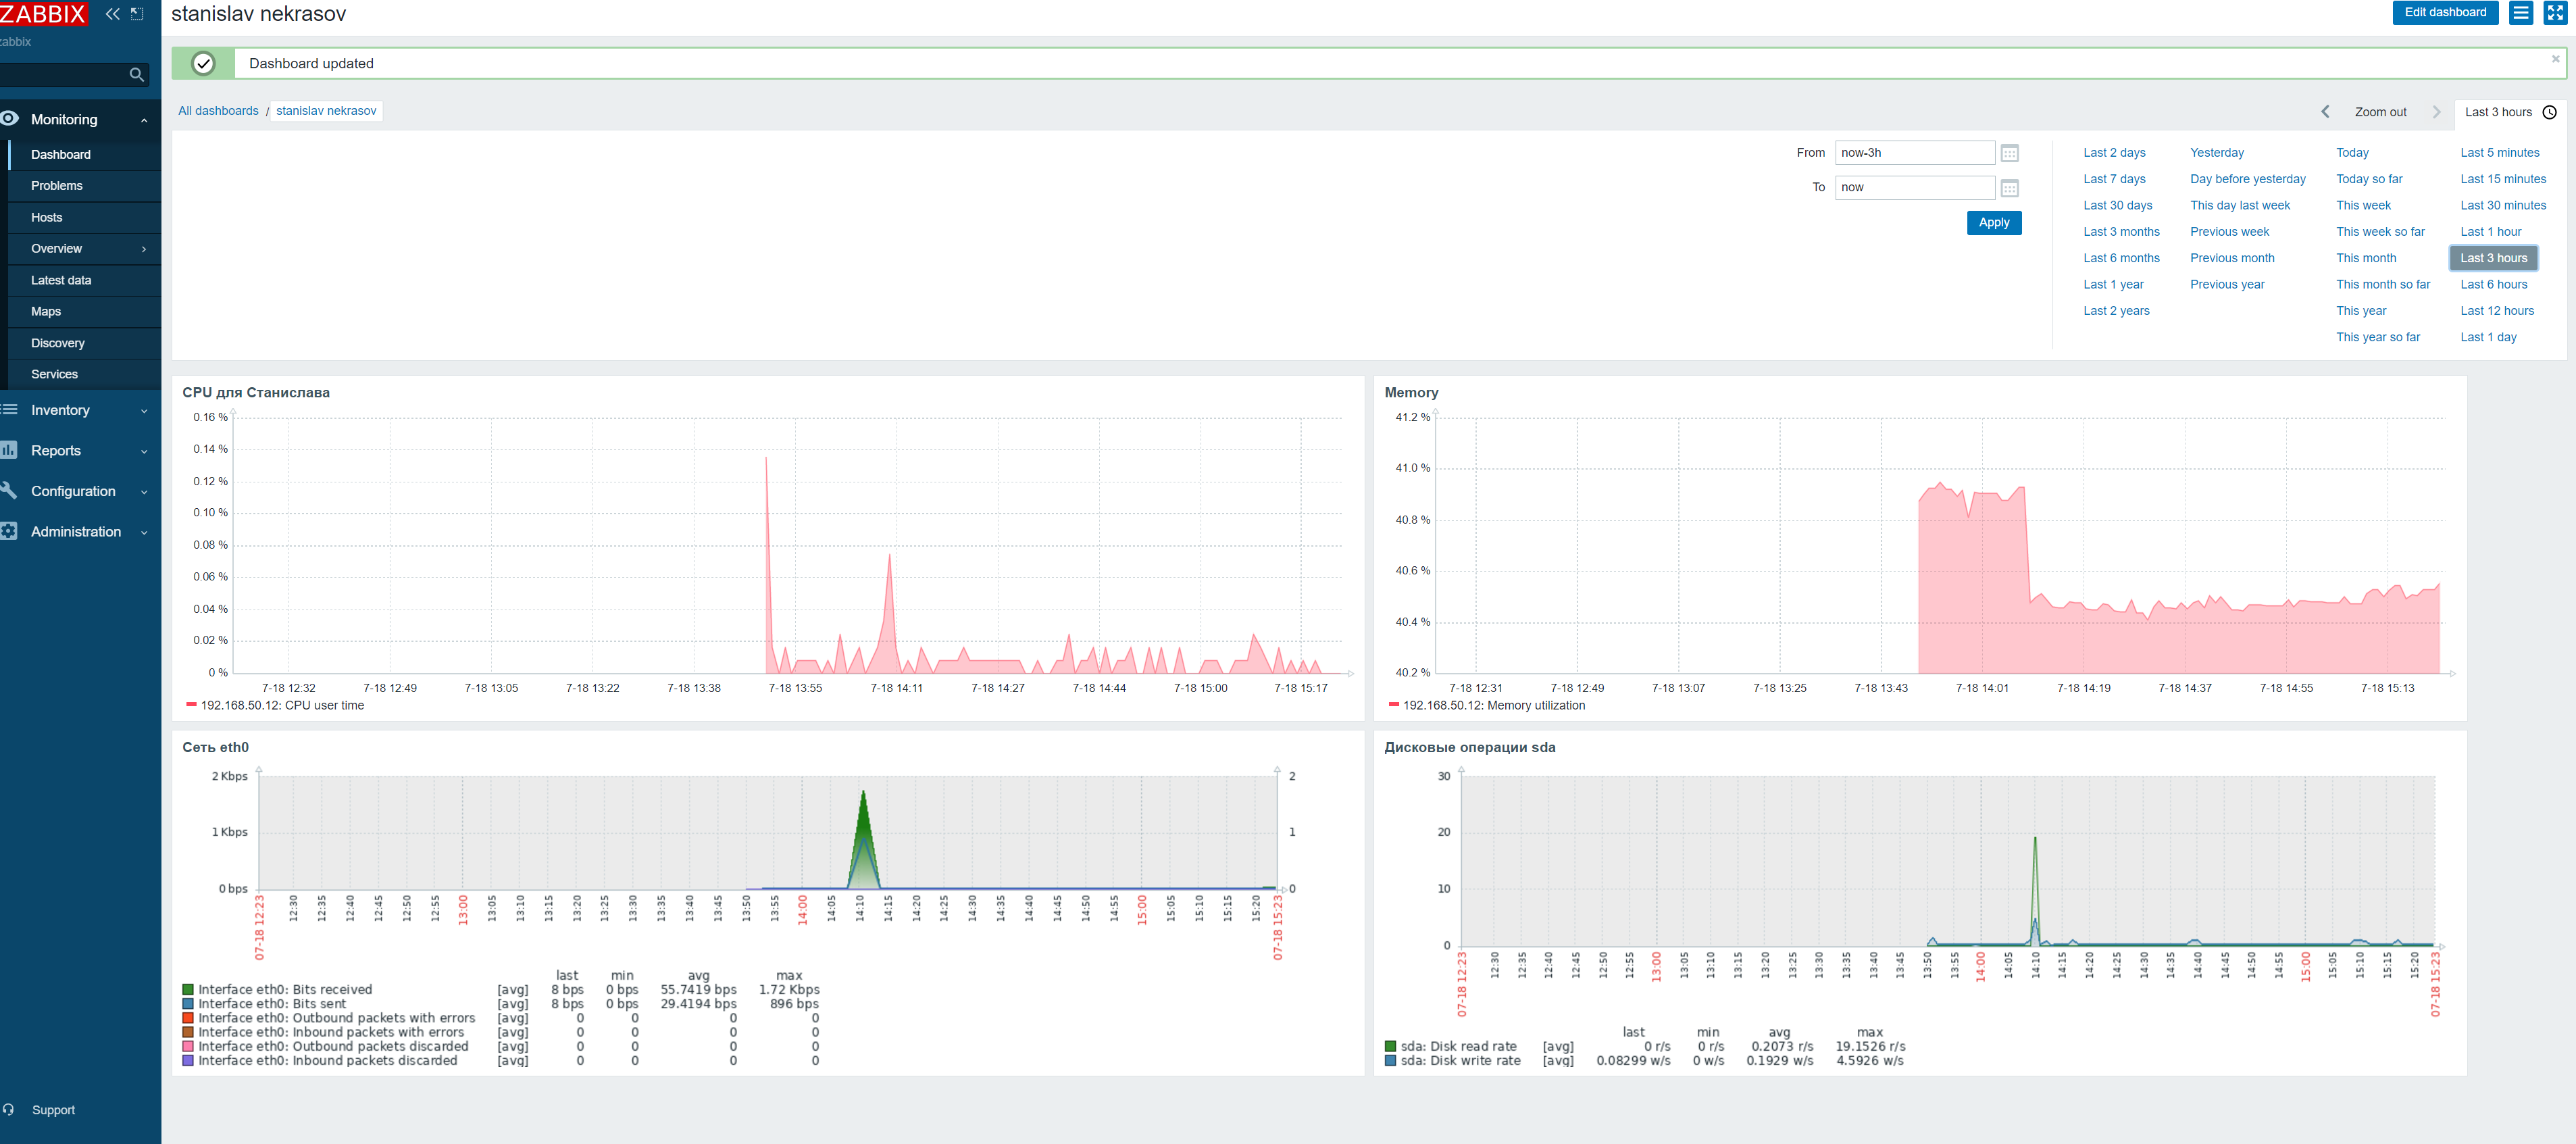 ZABBIX
zabbix
Monitoring
Dashboard
Problems
Hosts
Overview
Latest data
Maps
Discovery
Services
Inventory
Reports
Configuration
Administration
Support
stanislav nekrasov
Edit dashboard
Dashboard updated
All dashboards / stanislav nekrasov
Zoom out
Last 3 hours
From now-3h
To now
Apply
Last 2 days Yesterday Today Last 5 minutes
Last 7 days Day before yesterday Today so far Last 15 minutes
Last 30 days This day last week This week Last 30 minutes
Last 3 months Previous week This week so far Last 1 hour
Last 6 months Previous month This month Last 3 hours
Last 1 year Previous year This month so far Last 6 hours
Last 2 years This year Last 12 hours
This year so far Last 1 day
CPU для Станислава
0.16 %
0.14 %
0.12 %
0.10 %
0.08 %
0.06 %
0.04 %
0.02 %
0 %
7-18 12:32 7-18 12:49 7-18 13:05 7-18 13:22 7-18 13:38 7-18 13:55 7-18 14:11 7-18 14:27 7-18 14:44 7-18 15:00 7-18 15:17
192.168.50.12: CPU user time
Memory
41.2 %
41.0 %
40.8 %
40.6 %
40.4 %
40.2 %
7-18 12:31 7-18 12:49 7-18 13:07 7-18 13:25 7-18 13:43 7-18 14:01 7-18 14:19 7-18 14:37 7-18 14:55 7-18 15:13
192.168.50.12: Memory utilization
Сеть eth0
2 Kbps 2
1 Kbps 1
0 bps 0
07-18 12:23 12:30 12:35 12:40 12:45 12:50 12:55 13:00 13:05 13:10 13:15 13:20 13:25 13:30 13:35 13:40 13:45 13:50 13:55 14:00 14:05 14:10 14:15 14:20 14:25 14:30 14:35 14:40 14:45 14:50 14:55 15:00 15:05 15:10 15:15 15:20 07-18 15:23
last min avg max
Interface eth0: Bits received [avg] 8 bps 0 bps 55.7419 bps 1.72 Kbps
Interface eth0: Bits sent [avg] 8 bps 0 bps 29.4194 bps 896 bps
Interface eth0: Outbound packets with errors [avg] 0 0 0 0
Interface eth0: Inbound packets with errors [avg] 0 0 0 0
Interface eth0: Outbound packets discarded [avg] 0 0 0 0
Interface eth0: Inbound packets discarded [avg] 0 0 0 0
Дисковые операции sda
30
20
10
0
07-18 12:23 12:30 12:35 12:40 12:45 12:50 12:55 13:00 13:05 13:10 13:15 13:20 13:25 13:30 13:35 13:40 13:45 13:50 13:55 14:00 14:05 14:10 14:15 14:20 14:25 14:30 14:35 14:40 14:45 14:50 14:55 15:00 15:05 15:10 15:15 15:20 07-18 15:23
last min avg max
sda: Disk read rate [avg] 0 r/s 0 r/s 0.2073 r/s 19.1526 r/s
sda: Disk write rate [avg] 0.08299 w/s 0 w/s 0.1929 w/s 4.5926 w/s